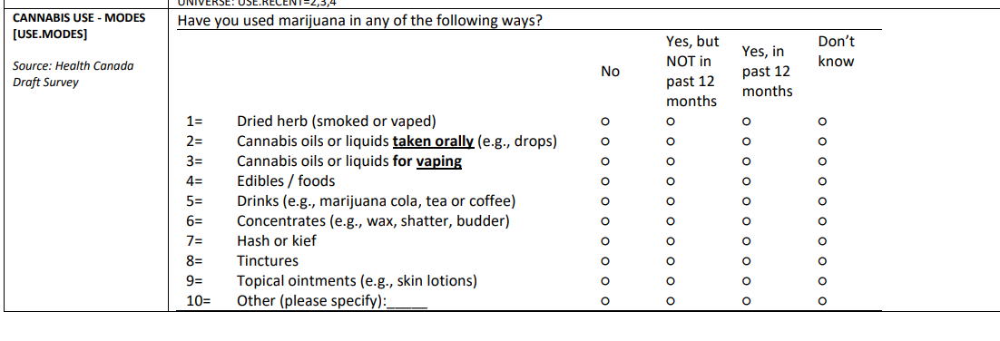 UNIVERSE: USE.RECENT=2,3,4
CANNABIS USE - MODES
[USE.MODES]
Source: Health Canada
Draft Survey
Have you used marijuana in any of the following ways?
No
Yes, but
NOT in
past 12
months
Yes, in
past 12
months
Don't
know
1= Dried herb (smoked or vaped)
2= Cannabis oils or liquids taken orally (e.g., drops)
3= Cannabis oils or liquids for vaping
4= Edibles / foods
5= Drinks (e.g., marijuana cola, tea or coffee)
6= Concentrates (e.g., wax, shatter, budder)
7= Hash or kief
8= Tinctures
9= Topical ointments (e.g., skin lotions)
10= Other (please specify):_____